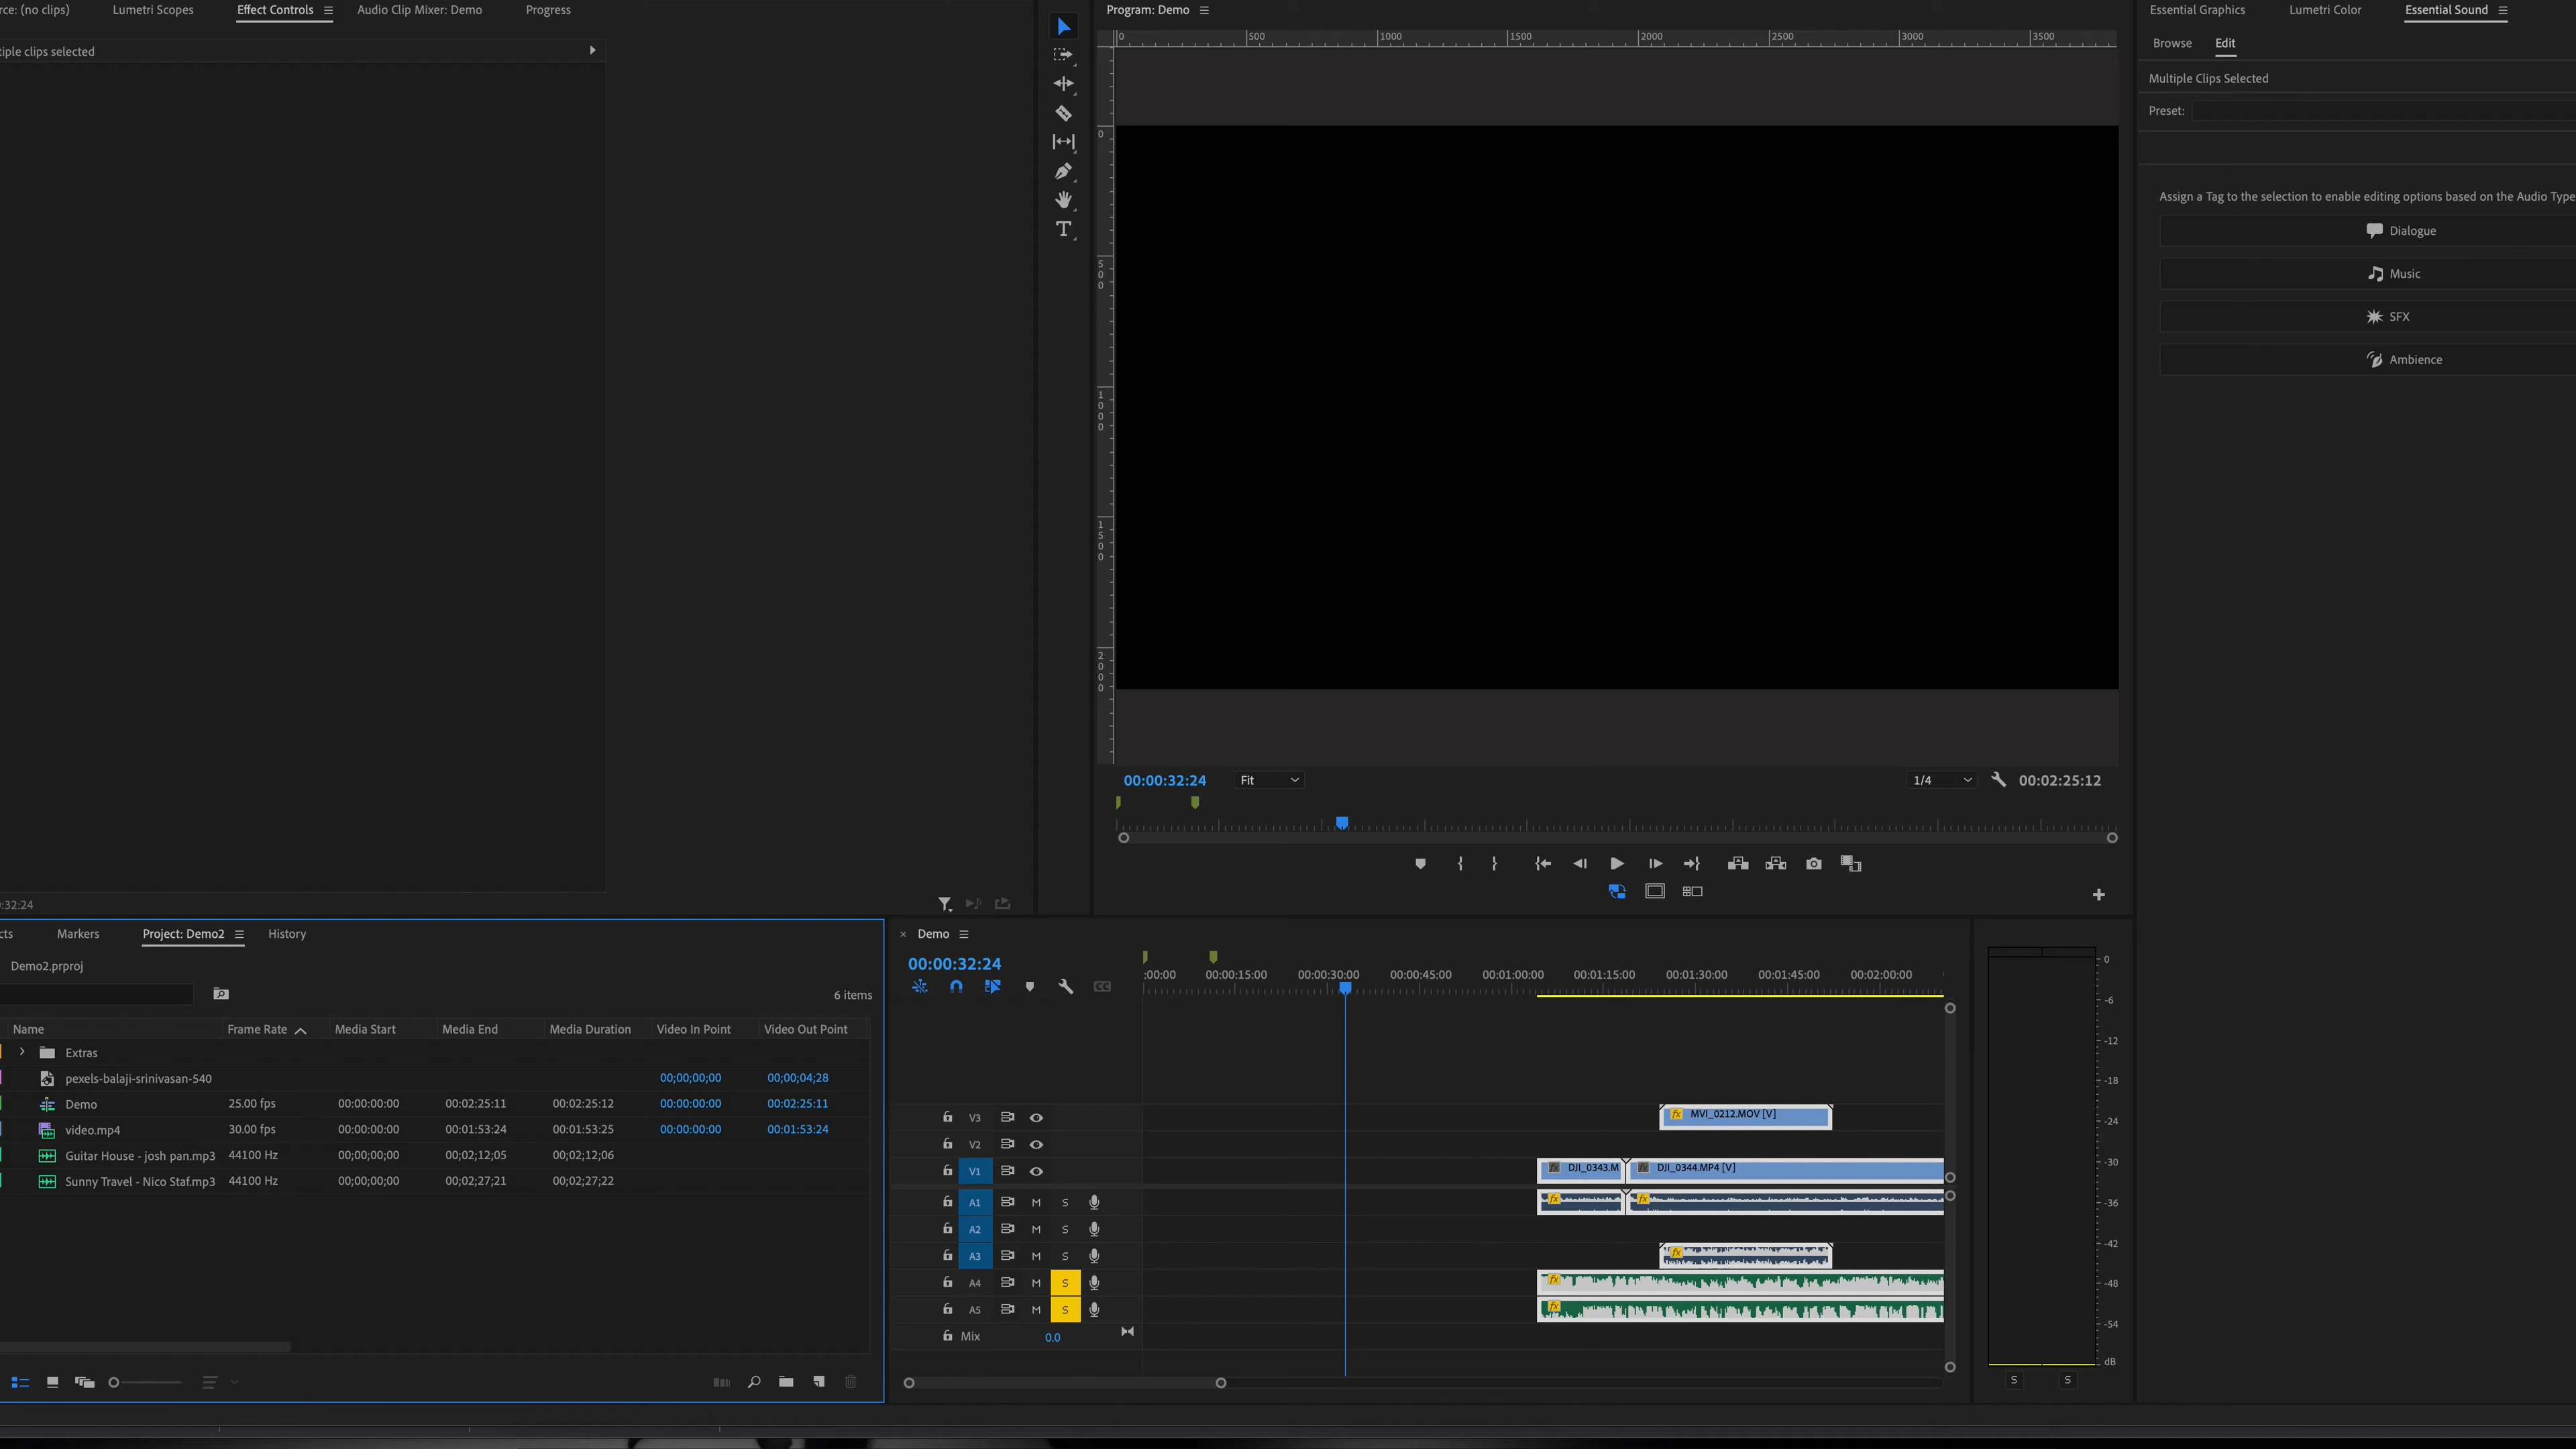 rce: (no clips) Lumetri Scopes Effect Controls Audio Clip Mixer: Demo Progress
Program: Demo
Essential Graphics Lumetri Color Essential Sound
0 500 1000 1500 2000 2500 3000 3500
Browse Edit
tiple clips selected
Multiple Clips Selected
Preset:
0
500
1000
1500
2000
Assign a Tag to the selection to enable editing options based on the Audio Type
Dialogue
Music
SFX
Ambience
00:00:32:24 Fit 1/4 00:02:25:12
:32:24
cts Markers Project: Demo2 History
Demo2.prproj
6 items
Name Frame Rate Media Start Media End Media Duration Video In Point Video Out Point
Extras
pexels-balaji-srinivasan-540 00;00;00;00 00;00;04;28
Demo 25.00 fps 00:00:00:00 00:02:25:11 00:02:25:12 00:00:00:00 00:02:25:11
video.mp4 30.00 fps 00:00:00:00 00:01:53:24 00:01:53:25 00:00:00:00 00:01:53:24
Guitar House - josh pan.mp3 44100 Hz 00;00;00;00 00;02;12;05 00;02;12;06
Sunny Travel - Nico Staf.mp3 44100 Hz 00;00;00;00 00;02;27;21 00;02;27;22
× Demo
00:00:32:24
:00:00 00:00:15:00 00:00:30:00 00:00:45:00 00:01:00:00 00:01:15:00 00:01:30:00 00:01:45:00 00:02:00:00
CC
V3 fx MVI_0212.MOV [V]
V2
V1 fx DJI_0343.M fx DJI_0344.MP4 [V]
A1 M S fx fx
A2 M S
A3 M S fx
A4 M S fx
A5 M S fx
Mix 0.0
0
-6
-12
-18
-24
-30
-36
-42
-48
-54
dB
S S